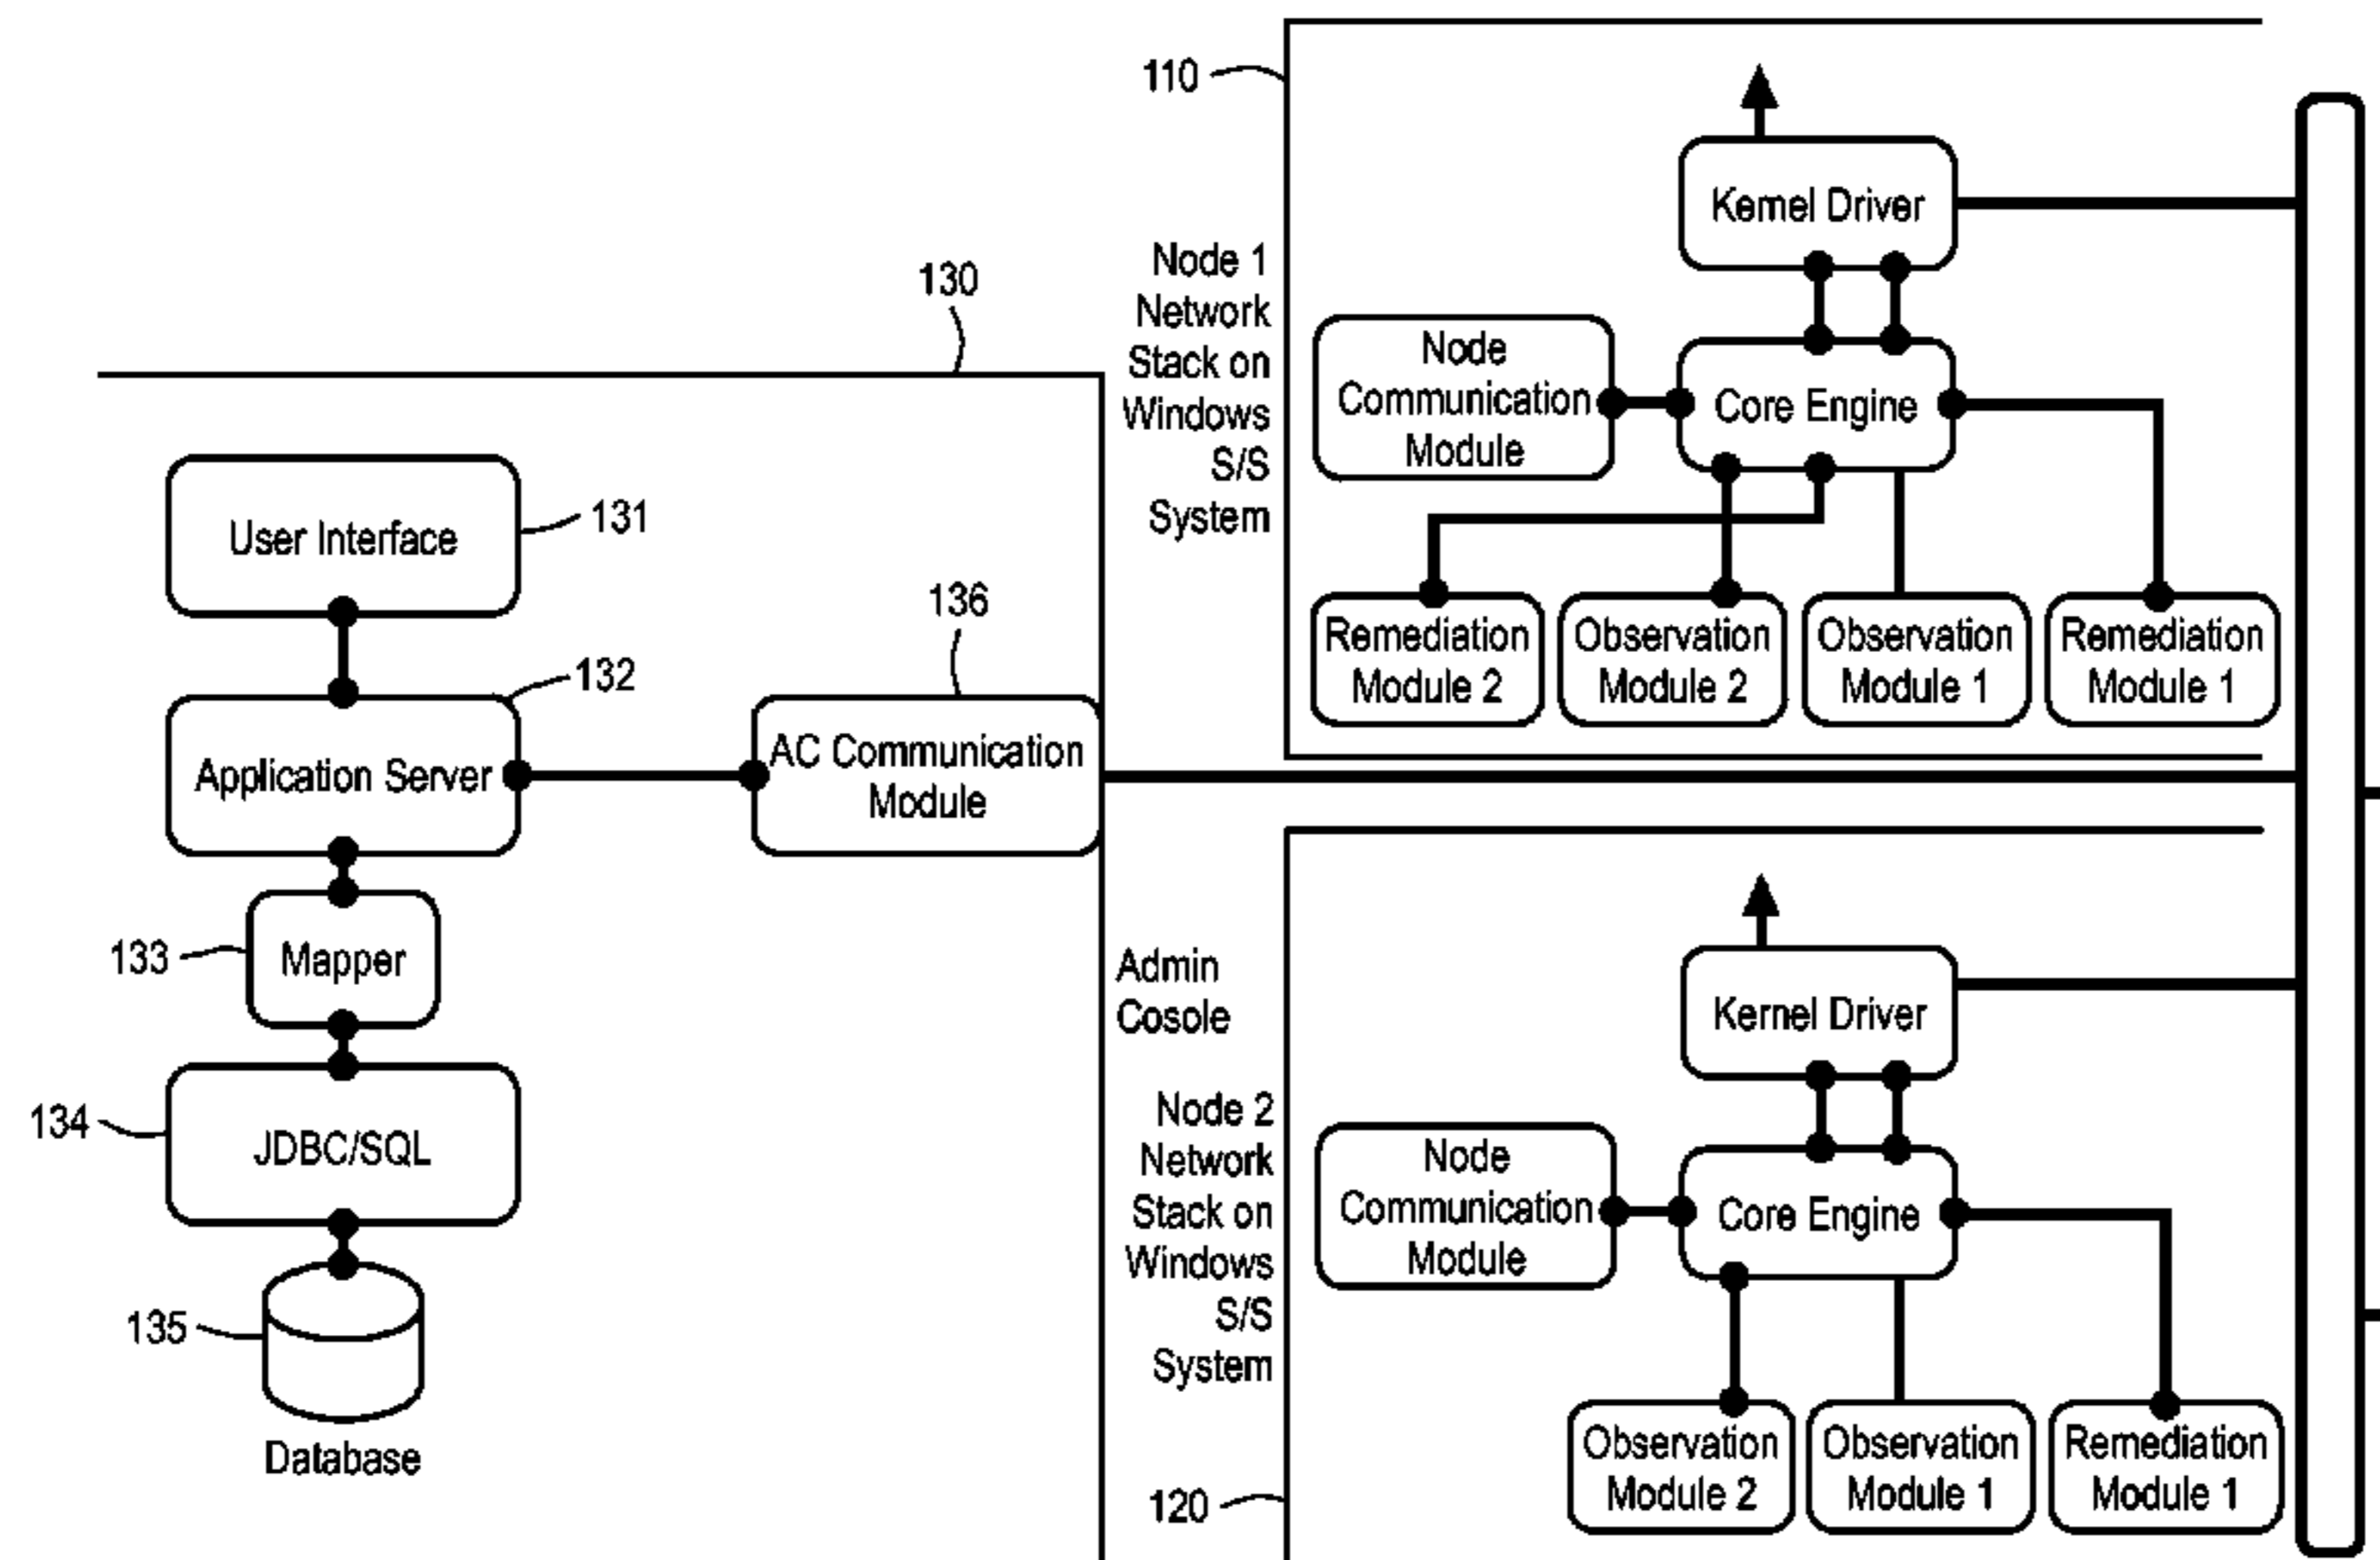 130
User Interface
131
136
132
Application Server
AC Communication
Module
133
Mapper
134
JDBC/SQL
135
Database
Admin
Cosole
110
Node 1
Network
Stack on
Windows
S/S
System
Kernel Driver
Node
Communication
Module
Core Engine
Remediation
Module 2
Observation
Module 2
Observation
Module 1
Remediation
Module 1
Node 2
Network
Stack on
Windows
S/S
System
120
Kernel Driver
Node
Communication
Module
Core Engine
Observation
Module 2
Observation
Module 1
Remediation
Module 1